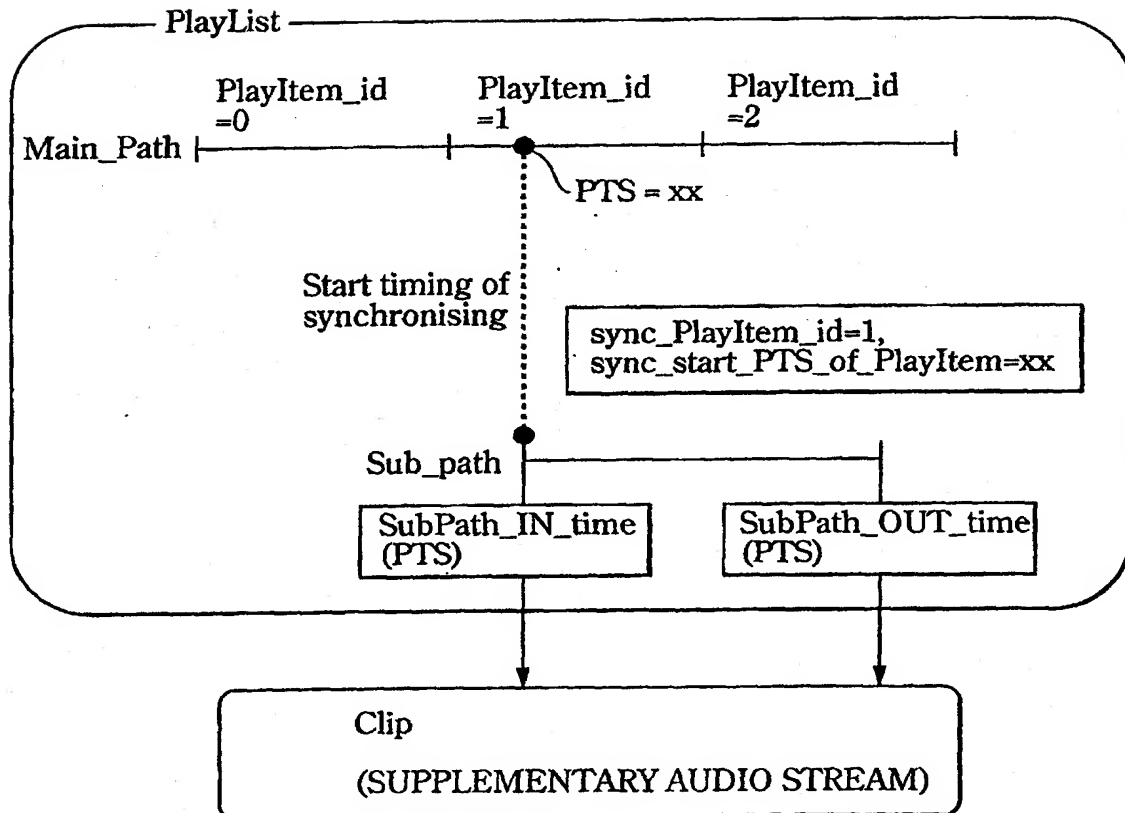 PlayList
PlayItem_id
=0
PlayItem_id
=1
PlayItem_id
=2
Main_Path
PTS = xx
Start timing of
synchronising
sync_PlayItem_id=1,
sync_start_PTS_of_PlayItem=xx
Sub_path
SubPath_IN_time
(PTS)
SubPath_OUT_time
(PTS)
Clip
(SUPPLEMENTARY AUDIO STREAM)